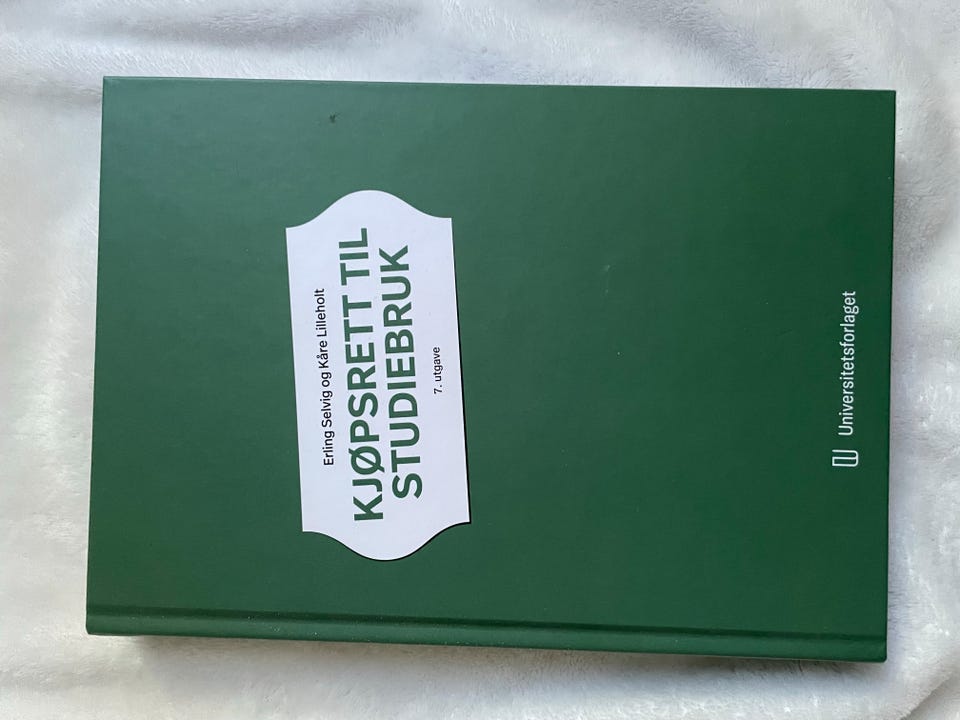 Erling Selvig og Kåre Lilleholt
KJØPSRETT TIL
STUDIEBRUK
7. utgave
Universitetsforlaget